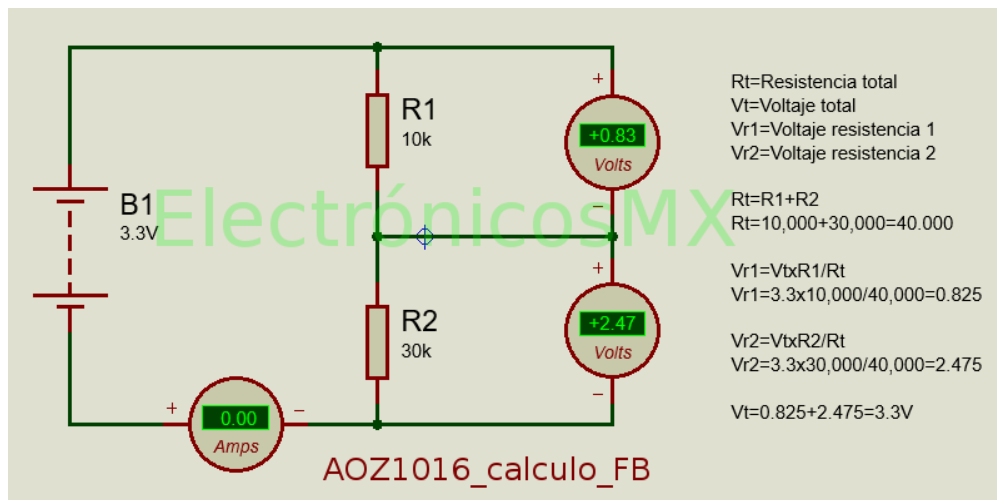 R1
10k
+
+0.83
Volts
−
B1
3.3V
ElectrónicosMX
R2
30k
+
+2.47
Volts
−
+
−
0.00
Amps
AOZ1016_calculo_FB
Rt=Resistencia total
Vt=Voltaje total
Vr1=Voltaje resistencia 1
Vr2=Voltaje resistencia 2
Rt=R1+R2
Rt=10,000+30,000=40.000
Vr1=VtxR1/Rt
Vr1=3.3x10,000/40,000=0.825
Vr2=VtxR2/Rt
Vr2=3.3x30,000/40,000=2.475
Vt=0.825+2.475=3.3V